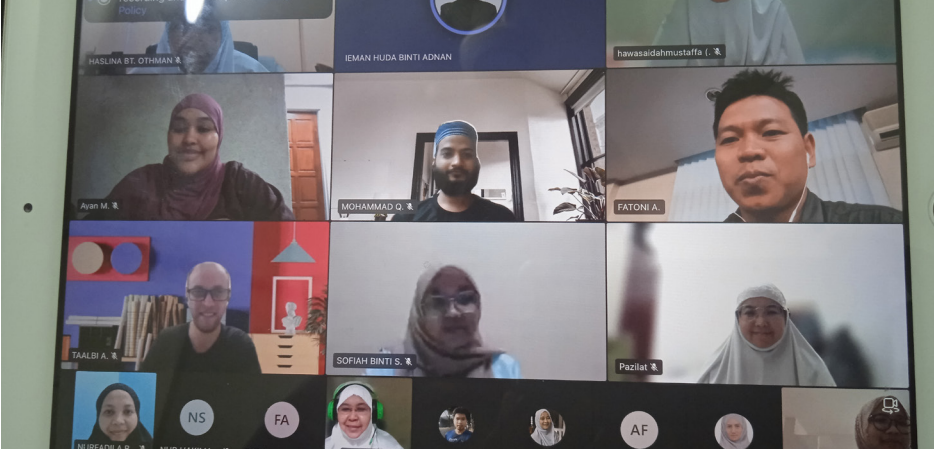 Policy
HASLINA BT. OTHMAN
IEMAN HUDA BINTI ADNAN
hawasaidahmustaffa (.
Ayan M.
MOHAMMAD Q.
FATONI A.
TAALBI A.
SOFIAH BINTI S.
Pazilat
NS
FA
AF
NURFADILA B.